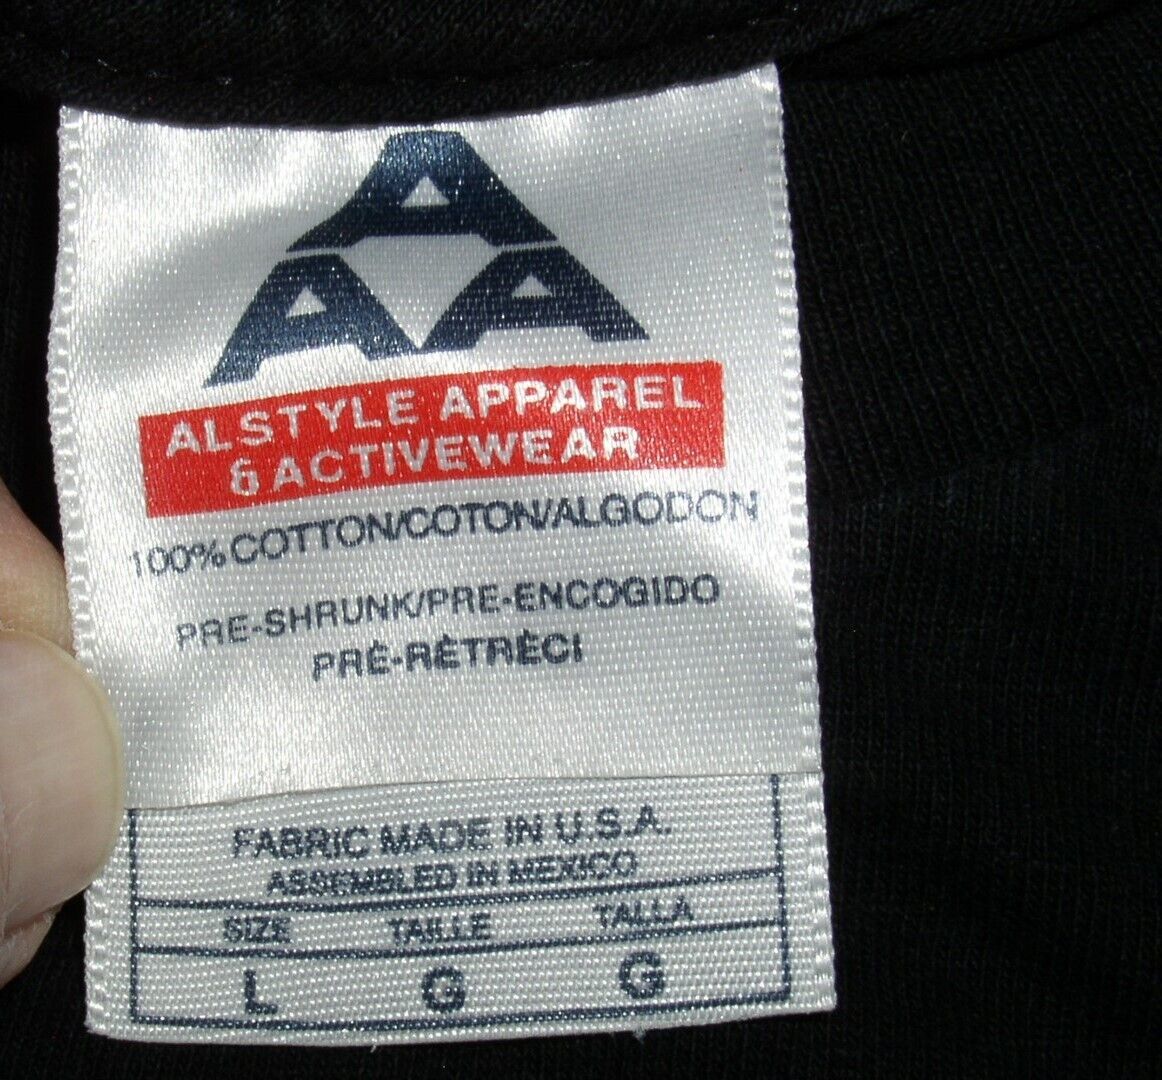 A
AA
ALSTYLE APPAREL
& ACTIVEWEAR
100% COTTON/COTON/ALGODON
PRE-SHRUNK/PRE-ENCOGIDO
PRÉ-RÉTRÉCI
FABRIC MADE IN U.S.A.
ASSEMBLED IN MEXICO
SIZE TAILLE TALLA
L G G